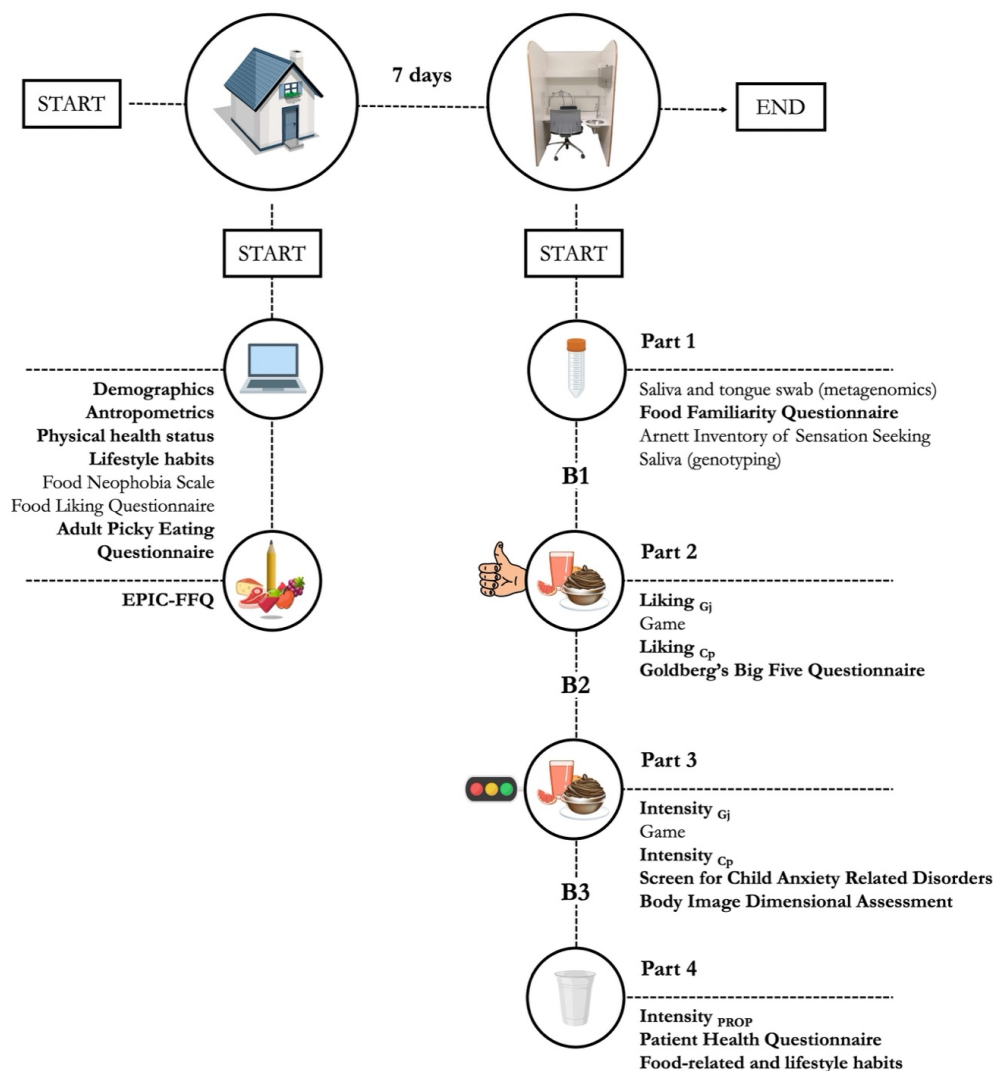 START
7 days
END
START
START
Demographics
Antropometrics
Physical health status
Lifestyle habits
Food Neophobia Scale
Food Liking Questionnaire
Adult Picky Eating
Questionnaire
EPIC-FFQ
Part 1
Saliva and tongue swab (metagenomics)
Food Familiarity Questionnaire
Arnett Inventory of Sensation Seeking
Saliva (genotyping)
B1
Part 2
Liking Gj
Game
Liking Cp
Goldberg's Big Five Questionnaire
B2
Part 3
Intensity Gj
Game
Intensity Cp
Screen for Child Anxiety Related Disorders
Body Image Dimensional Assessment
B3
Part 4
Intensity PROP
Patient Health Questionnaire
Food-related and lifestyle habits